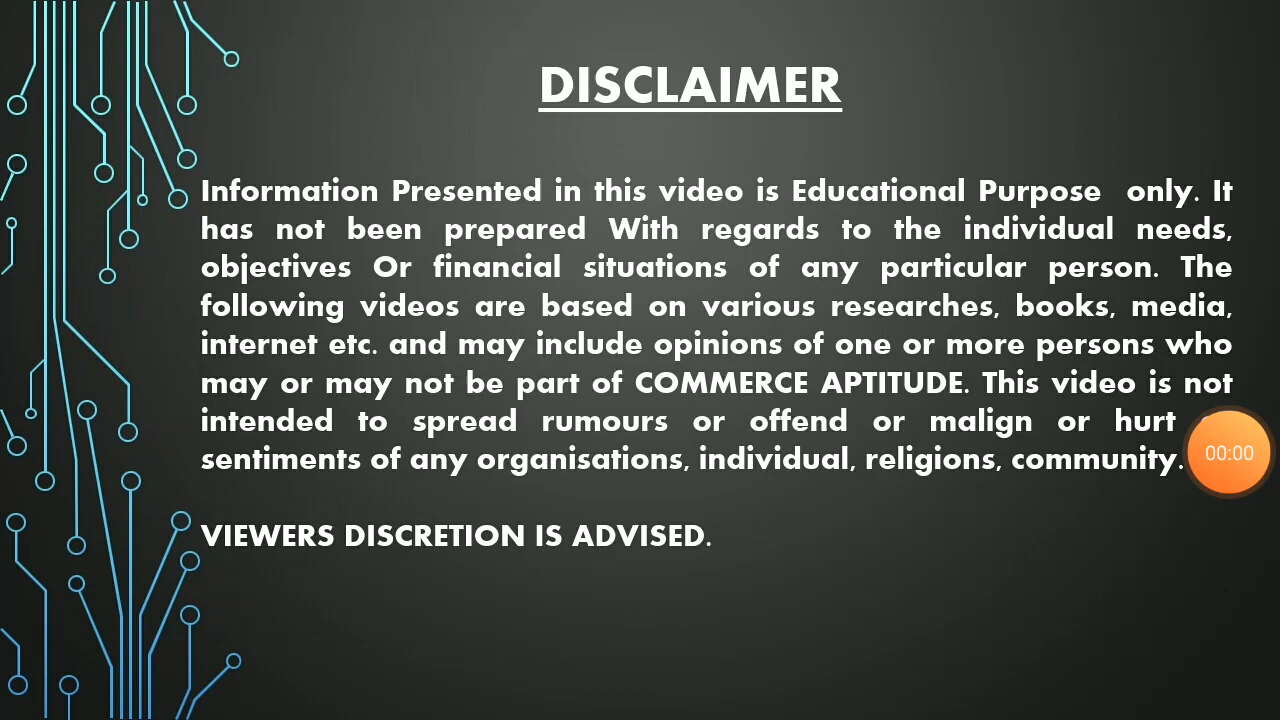 DISCLAIMER
Information Presented in this video is Educational Purpose only. It
has not been prepared With regards to the individual needs,
objectives Or financial situations of any particular person. The
following videos are based on various researches, books, media,
internet etc. and may include opinions of one or more persons who
may or may not be part of COMMERCE APTITUDE. This video is not
intended to spread rumours or offend or malign or hurt
sentiments of any organisations, individual, religions, community.
00:00
VIEWERS DISCRETION IS ADVISED.